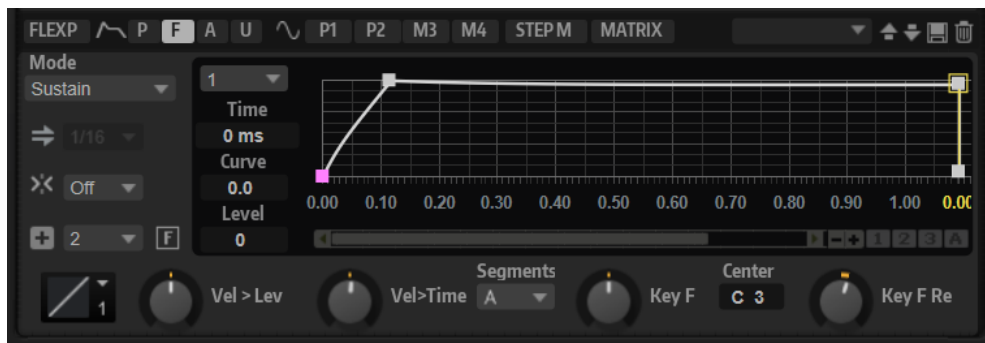 FLEXP P F A U P1 P2 M3 M4 STEP M MATRIX
Mode
Sustain
1
Time
0 ms
1/16
Curve
Off
0.0
0.00 0.10 0.20 0.30 0.40 0.50 0.60 0.70 0.80 0.90 1.00 0.00
Level
2 F 0
1 2 3 A
Segments
Center
1 Vel > Lev Vel>Time A Key F C 3 Key F Re